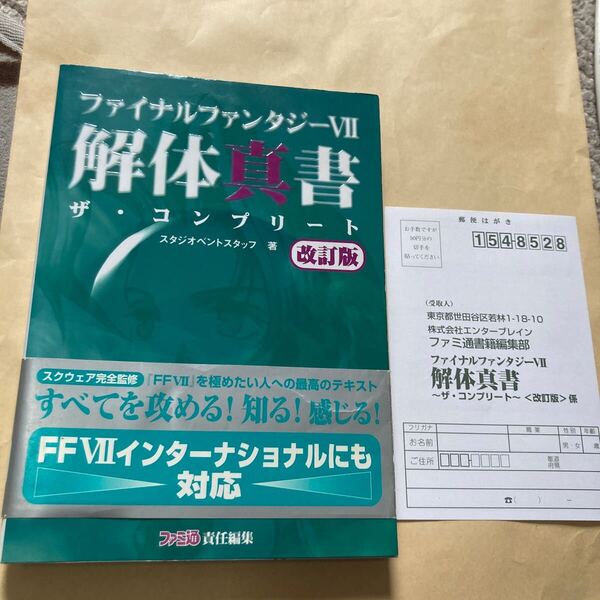 ファイナルファンタジーVII
解体真書
ザ・コンプリート
スタジオベントスタッフ 著
改訂版
スクウェア完全監修 『FFVII』を極めたい人への最高のテキスト
すべてを攻める！知る！感じる！
FFVIIインターナショナルにも
対応
ファミ通 責任編集
郵便はがき
お手数ですが
50円分の
切手を
貼ってください
1548528
（受取人）
東京都世田谷区若林1-18-10
株式会社エンターブレイン
ファミ通書籍編集部
ファイナルファンタジーVII
解体真書
～ザ・コンプリート～〈改訂版〉係
フリガナ 職業 性別 年齢
お名前 男・女 歳
ご住所 都道
府県
☎（　　）　－